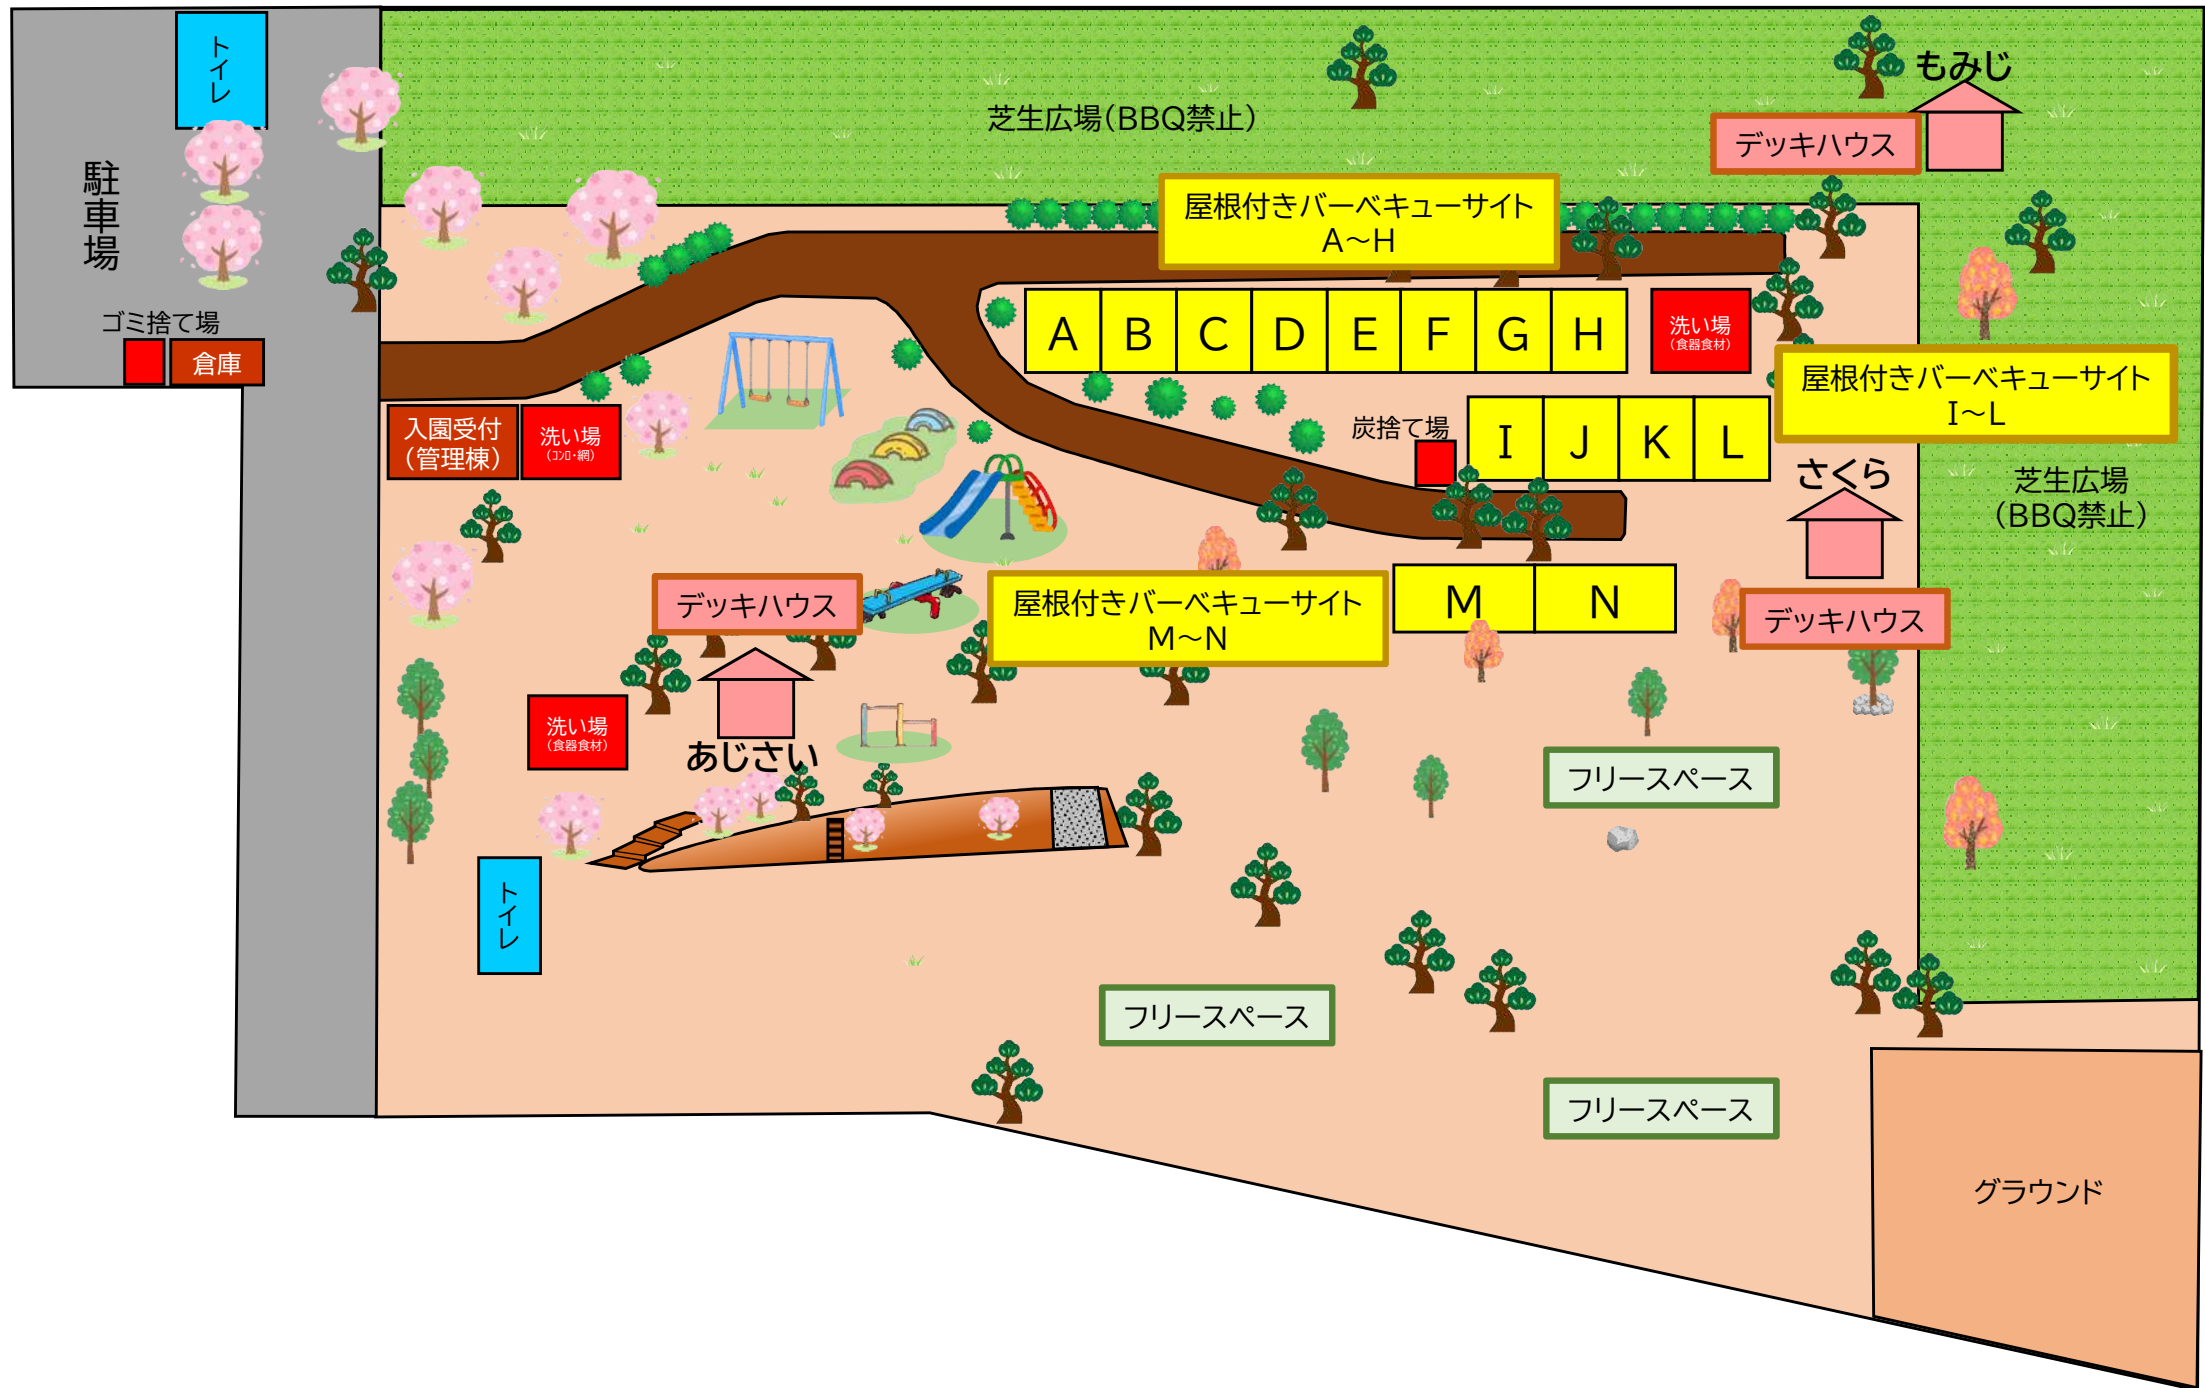 トイレ
駐車場
ゴミ捨て場
倉庫
芝生広場(BBQ禁止)
もみじ
デッキハウス
屋根付きバーベキューサイト
A～H
A
B
C
D
E
F
G
H
洗い場
(食器食材)
屋根付きバーベキューサイト
I～L
入園受付
(管理棟)
洗い場
(コンロ・網)
炭捨て場
I
J
K
L
さくら
デッキハウス
芝生広場
(BBQ禁止)
デッキハウス
あじさい
屋根付きバーベキューサイト
M～N
M
N
洗い場
(食器食材)
トイレ
フリースペース
フリースペース
フリースペース
グラウンド